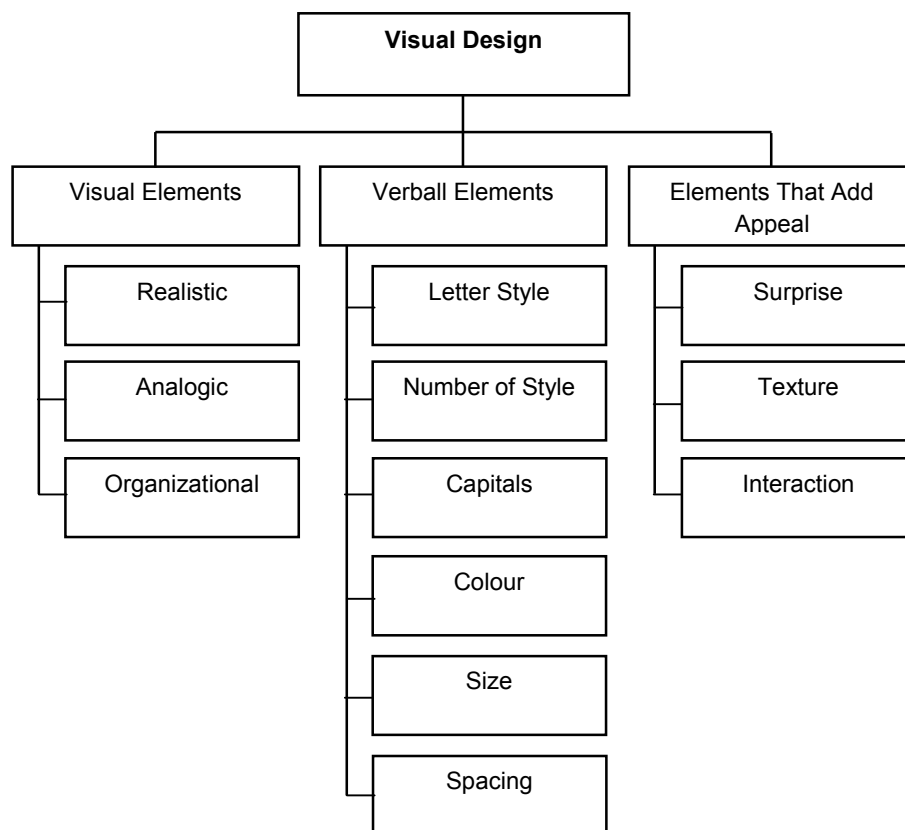 Visual Design
Visual Elements
Realistic
Analogic
Organizational
Verball Elements
Letter Style
Number of Style
Capitals
Colour
Size
Spacing
Elements That Add
Appeal
Surprise
Texture
Interaction